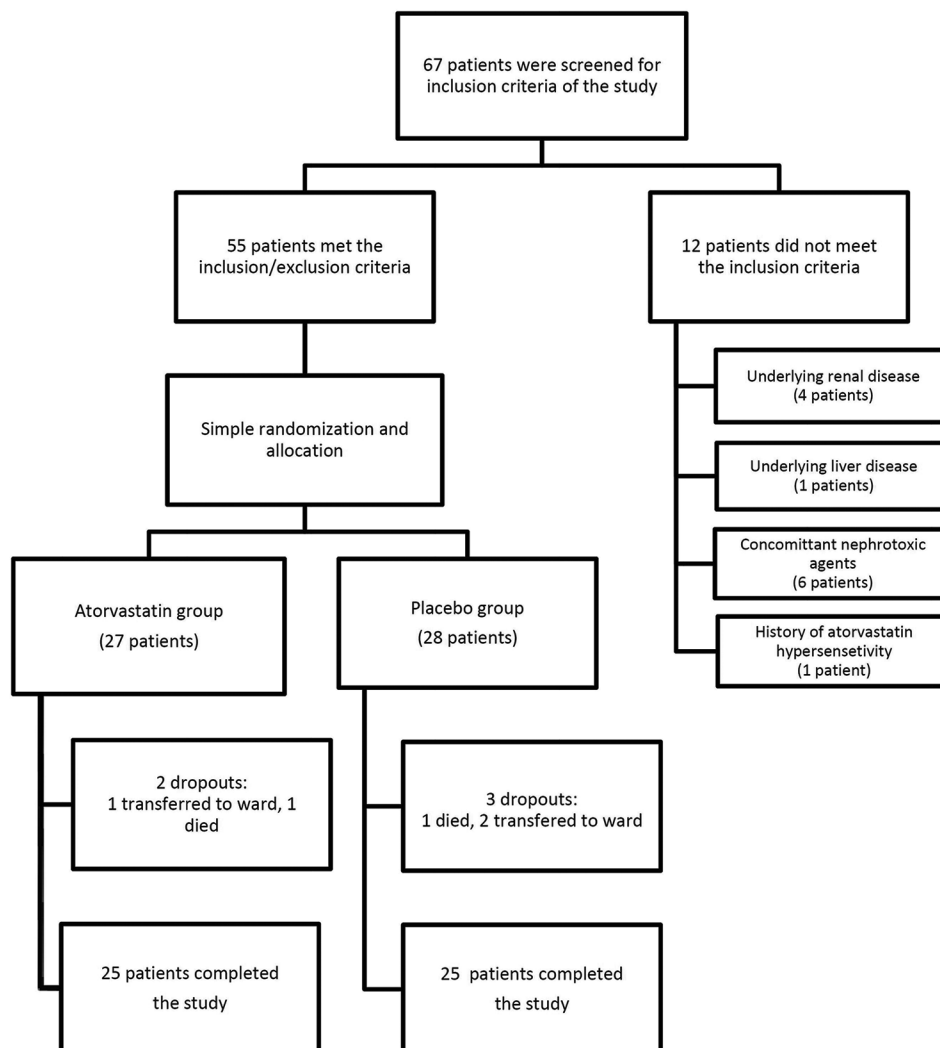 67 patients were screened for
inclusion criteria of the study
55 patients met the
inclusion/exclusion criteria
12 patients did not meet
the inclusion criteria
Underlying renal disease
(4 patients)
Simple randomization and
allocation
Underlying liver disease
(1 patients)
Concomittant nephrotoxic
agents
(6 patients)
History of atorvastatin
hypersensetivity
(1 patient)
Atorvastatin group
(27 patients)
Placebo group
(28 patients)
2 dropouts:
1 transferred to ward, 1
died
3 dropouts:
1 died, 2 transfered to ward
25 patients completed
the study
25 patients completed
the study